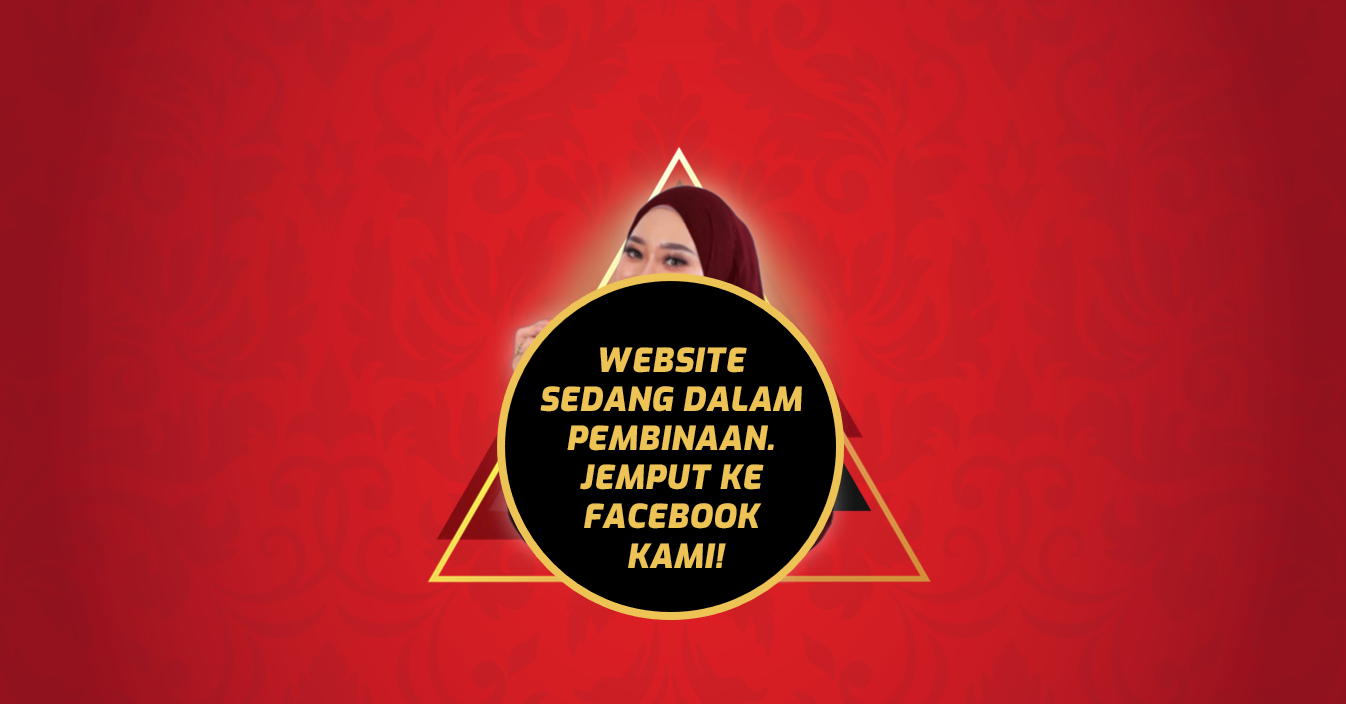 WEBSITE
SEDANG DALAM
PEMBINAAN.
JEMPUT KE
FACEBOOK
KAMI!